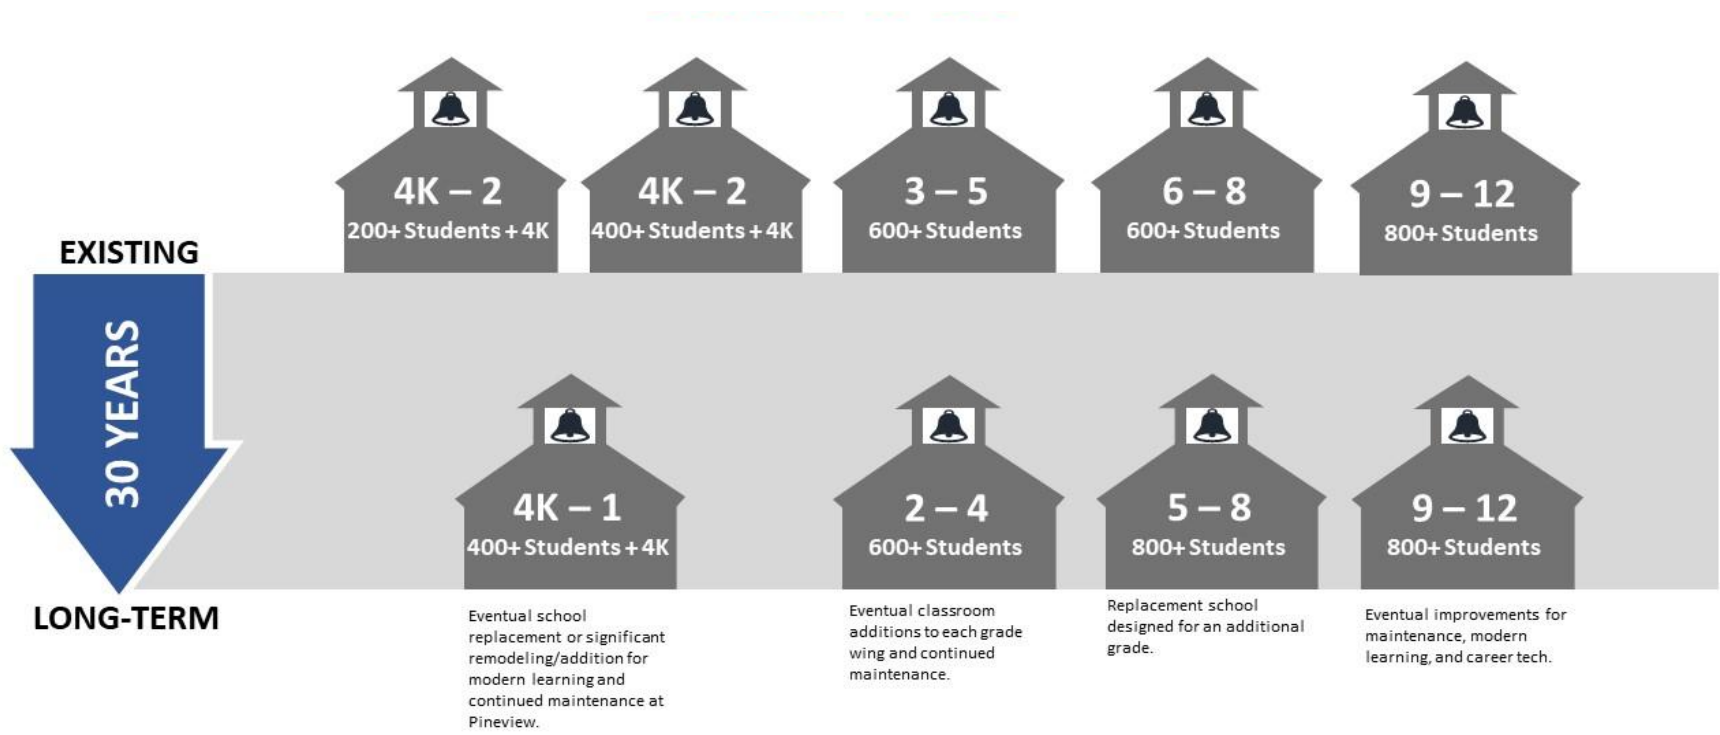 4K – 2
200+ Students + 4K
4K – 2
400+ Students + 4K
3 – 5
600+ Students
6 – 8
600+ Students
9 – 12
800+ Students
EXISTING
30 YEARS
LONG-TERM
4K – 1
400+ Students + 4K
Eventual school
replacement or significant
remodeling/addition for
modern learning and
continued maintenance at
Pineview.
2 – 4
600+ Students
Eventual classroom
additions to each grade
wing and continued
maintenance.
5 – 8
800+ Students
Replacement school
designed for an additional
grade.
9 – 12
800+ Students
Eventual improvements for
maintenance, modern
learning, and career tech.